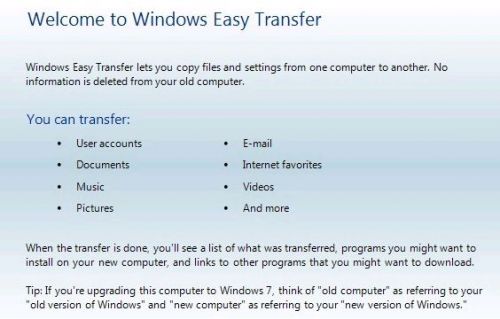 Welcome to Windows Easy Transfer
Windows Easy Transfer lets you copy files and settings from one computer to another. No
information is deleted from your old computer.
You can transfer:
• User accounts
• Documents
• Music
• Pictures
• E-mail
• Internet favorites
• Videos
• And more
When the transfer is done, you'll see a list of what was transferred, programs you might want to
install on your new computer, and links to other programs that you might want to download.
Tip: If you're upgrading this computer to Windows 7, think of "old computer" as referring to your
"old version of Windows" and "new computer" as referring to your "new version of Windows."